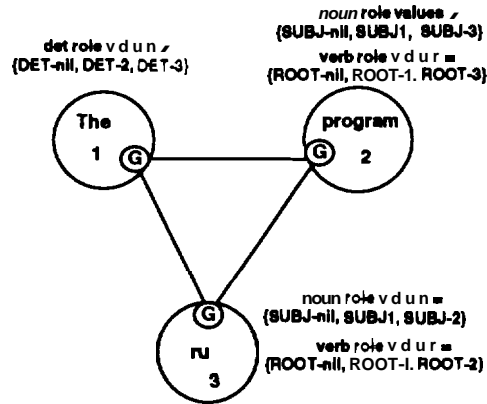 noun role values
{SUBJ-nil, SUBJ1, SUBJ-3}
det role v d u n
{DET-nil, DET-2, DET-3}
verb role v d u r =
{ROOT-nil, ROOT-1. ROOT-3}
The
1
G
program
2
G
G
ru
3
noun role v d u n =
{SUBJ-nil, SUBJ1, SUBJ-2}
verb role v d u r =
{ROOT-nil, ROOT-I. ROOT-2}